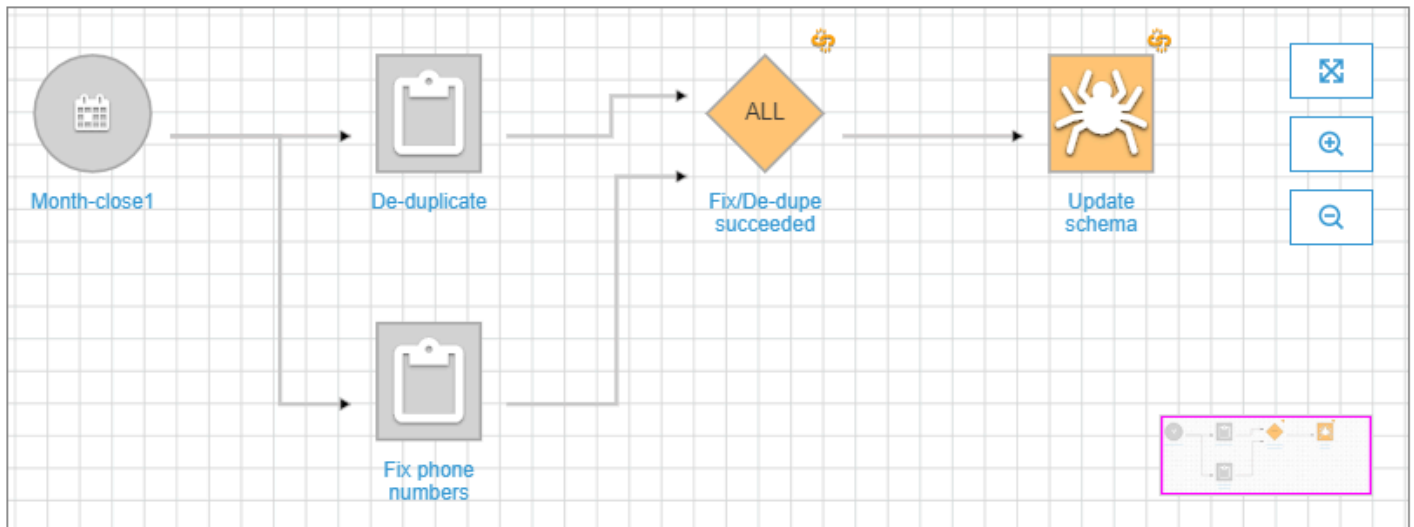 ALL
Month-close1
De-duplicate
Fix/De-dupe
succeeded
Update
schema
Fix phone
numbers